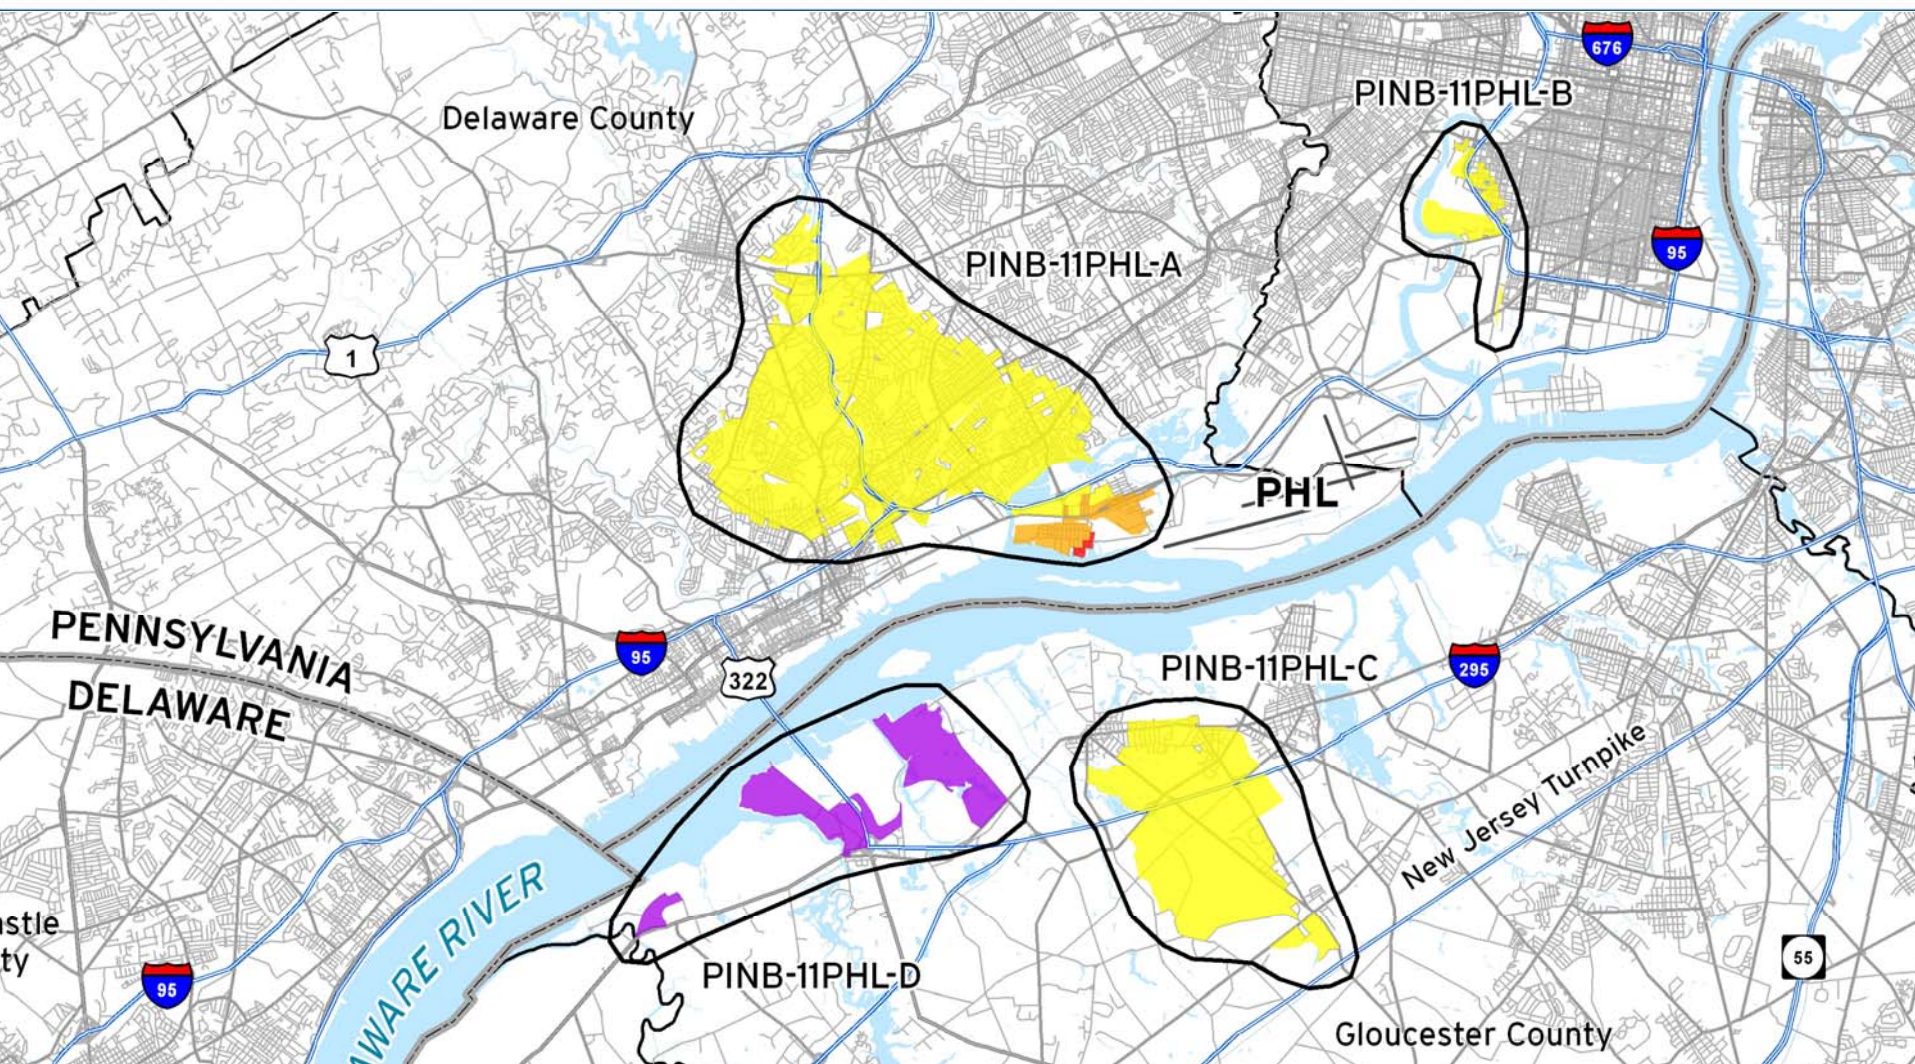 676
PINB-11PHL-B
Delaware County
95
PINB-11PHL-A
1
PHL
PENNSYLVANIA
DELAWARE
95
322
PINB-11PHL-C
295
New Jersey Turnpike
DELAWARE RIVER
astle
ty
95
PINB-11PHL-D
55
Gloucester County